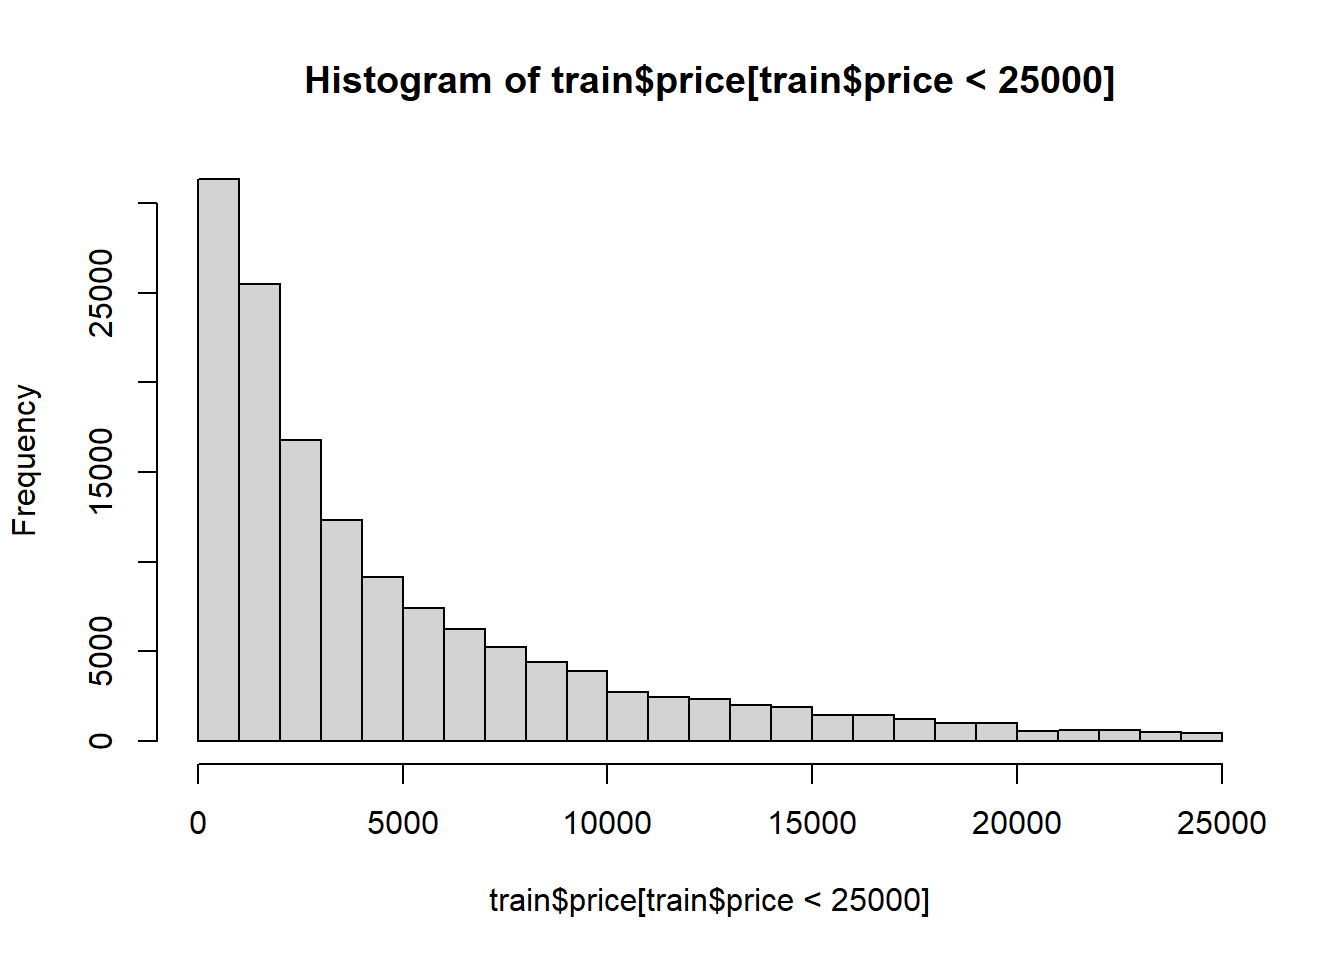 Histogram of train$price[train$price < 25000]
Frequency
25000
15000
5000
0
0 5000 10000 15000 20000 25000
train$price[train$price < 25000]